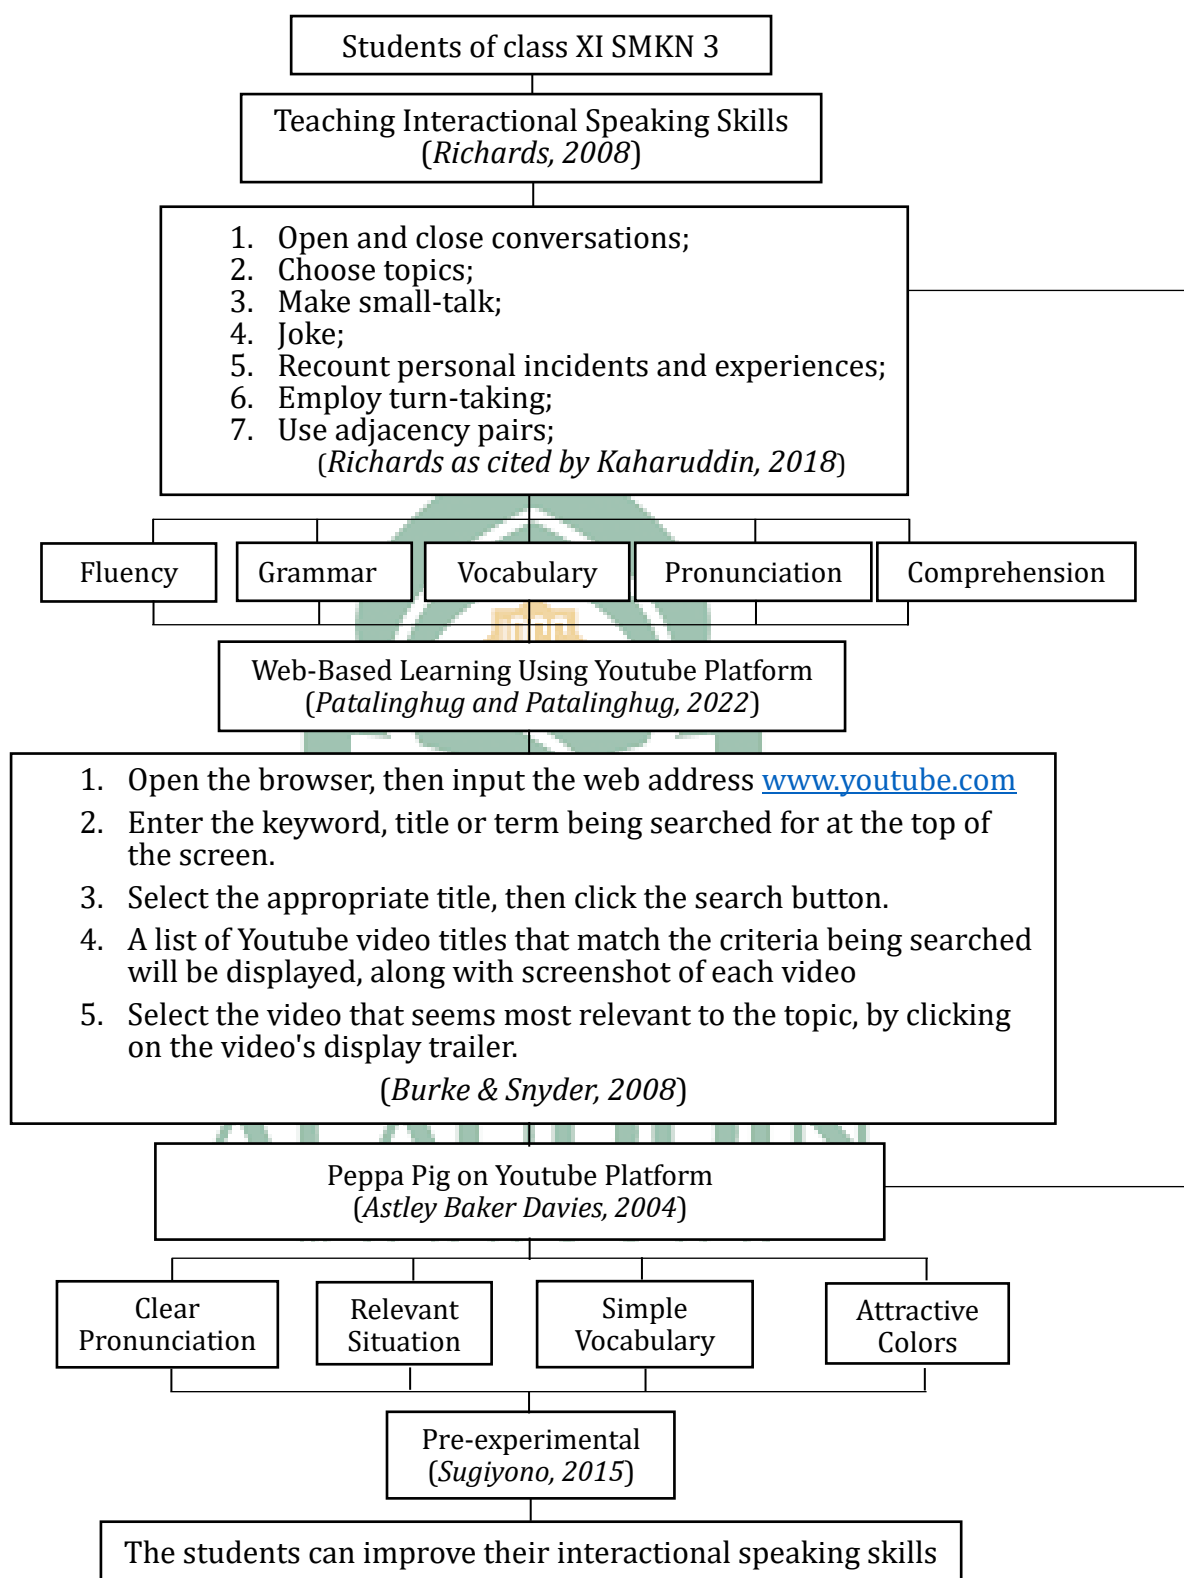 Students of class XI SMKN 3
Teaching Interactional Speaking Skills
(Richards, 2008)
1. Open and close conversations;
2. Choose topics;
3. Make small-talk;
4. Joke;
5. Recount personal incidents and experiences;
6. Employ turn-taking;
7. Use adjacency pairs;
(Richards as cited by Kaharuddin, 2018)
Fluency
Grammar
Vocabulary
Pronunciation
Comprehension
Web-Based Learning Using Youtube Platform
(Patalinghug and Patalinghug, 2022)
1. Open the browser, then input the web address www.youtube.com
2. Enter the keyword, title or term being searched for at the top of
the screen.
3. Select the appropriate title, then click the search button.
4. A list of Youtube video titles that match the criteria being searched
will be displayed, along with screenshot of each video
5. Select the video that seems most relevant to the topic, by clicking
on the video's display trailer.
(Burke & Snyder, 2008)
Peppa Pig on Youtube Platform
(Astley Baker Davies, 2004)
Clear
Pronunciation
Relevant
Situation
Simple
Vocabulary
Attractive
Colors
Pre-experimental
(Sugiyono, 2015)
The students can improve their interactional speaking skills